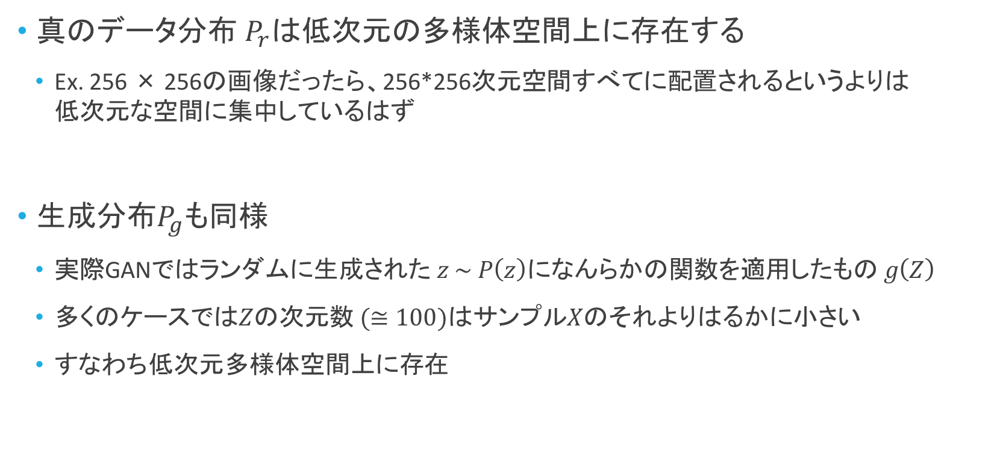 • 真のデータ分布 𝑃𝑟は低次元の多様体空間上に存在する
• Ex. 256 × 256の画像だったら、256*256次元空間すべてに配置されるというよりは
低次元な空間に集中しているはず
• 生成分布𝑃𝑔も同様
• 実際GANではランダムに生成された 𝑧 ~ 𝑃(𝑧)になんらかの関数を適用したもの 𝑔(𝑍)
• 多くのケースでは𝑍の次元数 (≅ 100)はサンプル𝑋のそれよりはるかに小さい
• すなわち低次元多様体空間上に存在